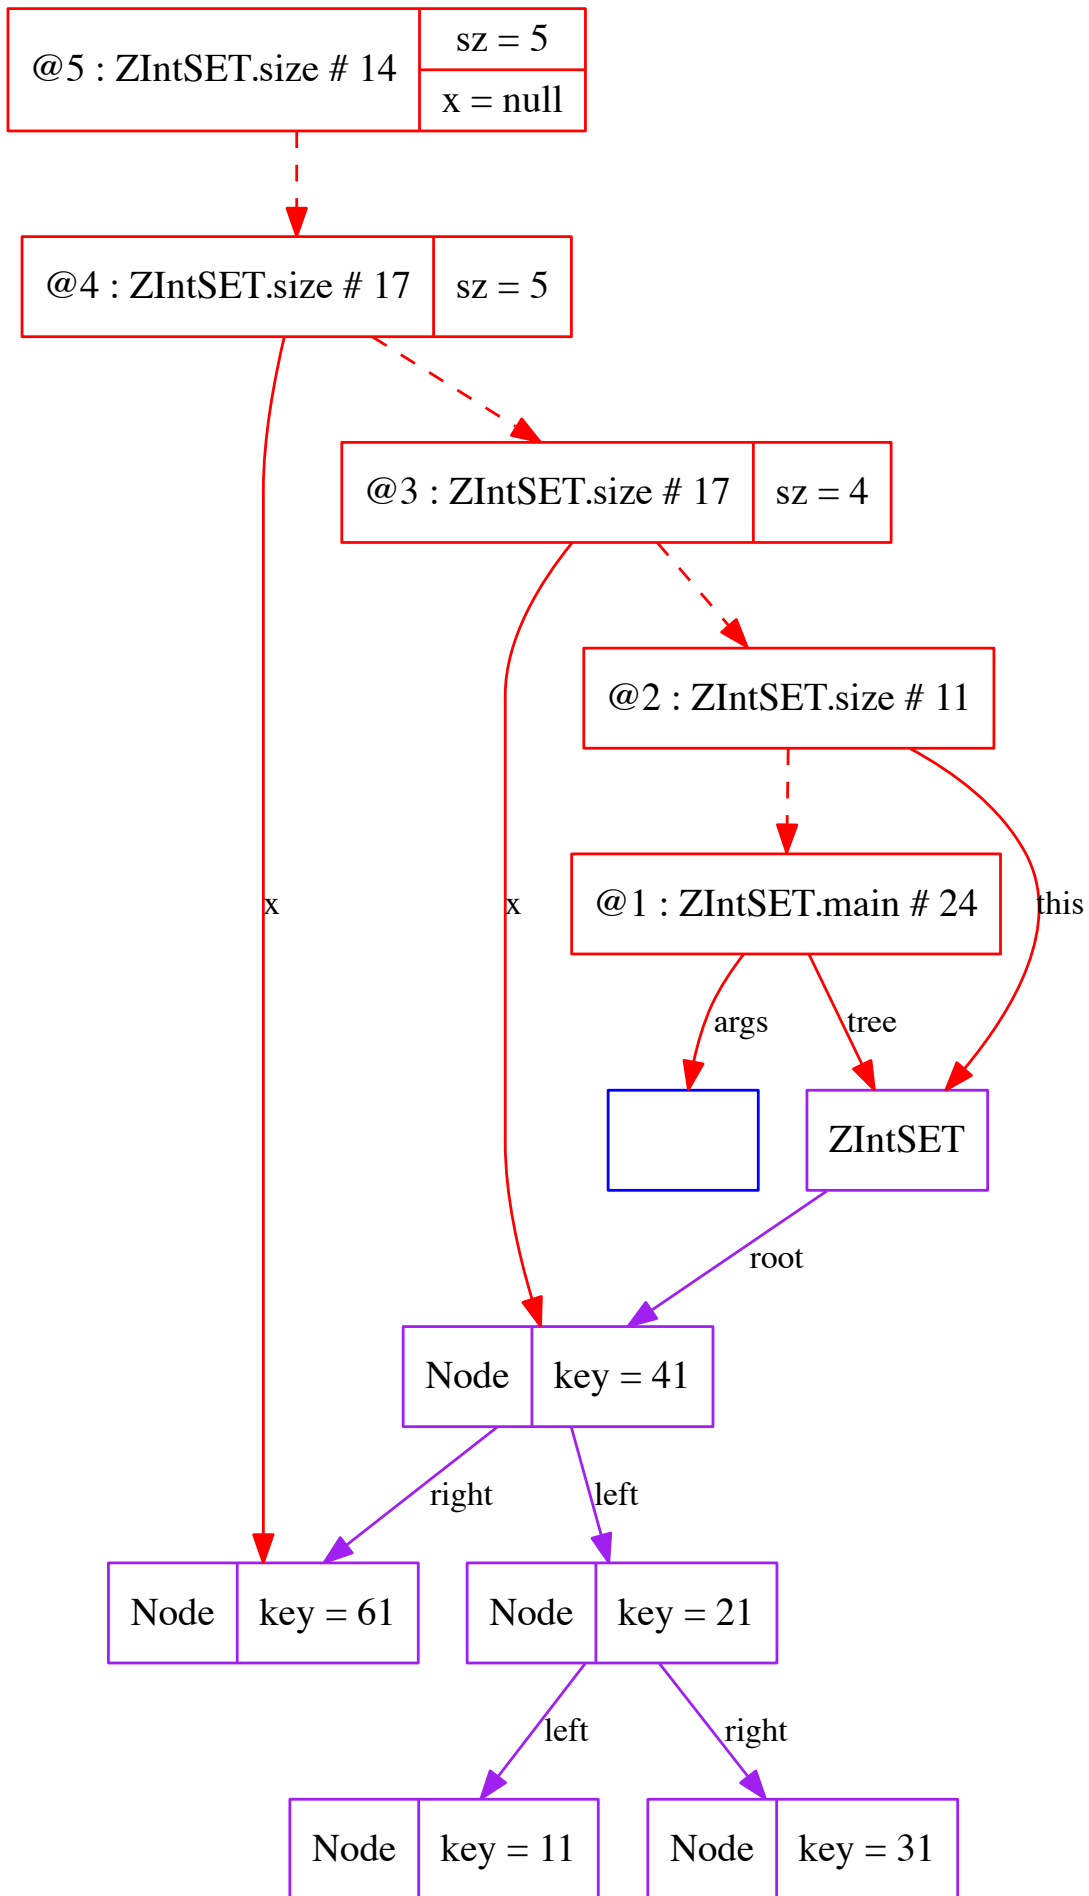 @5 : ZIntSET.size # 14
sz = 5
x = null
@4 : ZIntSET.size # 17
sz = 5
@3 : ZIntSET.size # 17
sz = 4
@2 : ZIntSET.size # 11
@1 : ZIntSET.main # 24
x
x
this
args
tree
ZIntSET
root
Node
key = 41
right
left
Node
key = 61
Node
key = 21
left
right
Node
key = 11
Node
key = 31